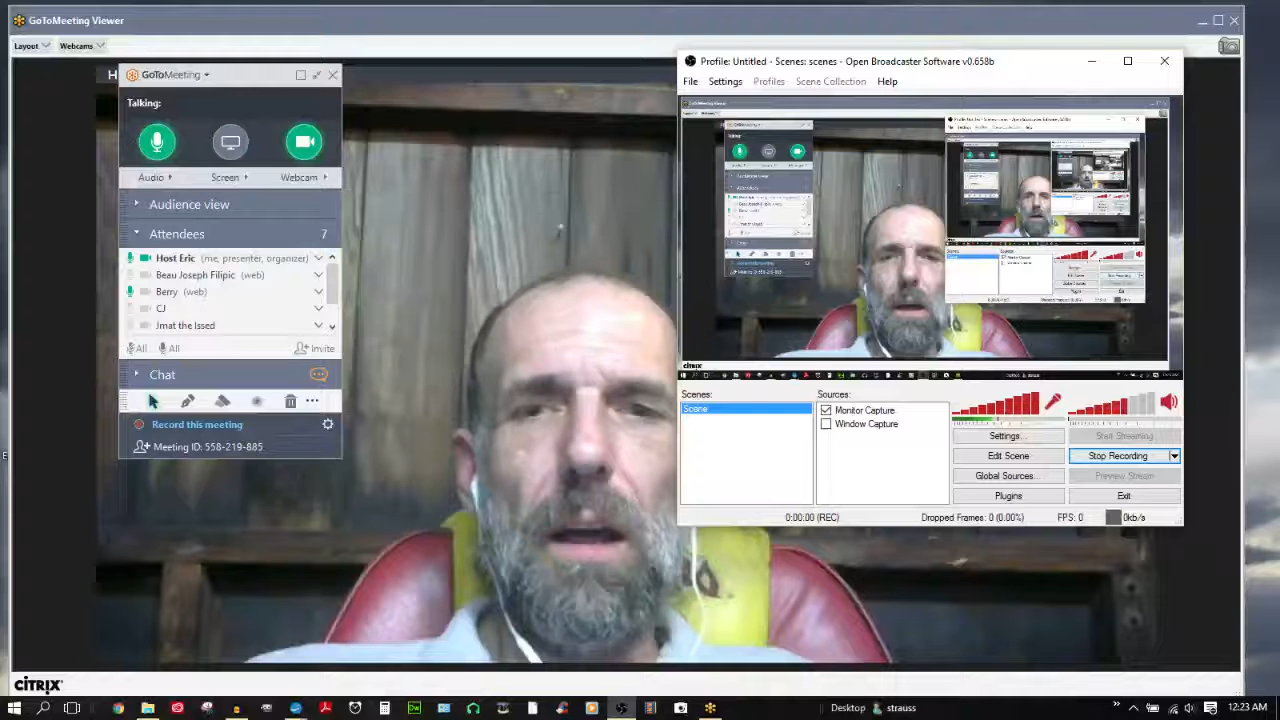 GoToMeeting Viewer
Layout
Webcams
H
GoToMeeting
Talking:
Audio
Screen
Webcam
Audience view
Attendees
7
Host Eric (me, presenter, organize
Beau Joseph Filipic (web)
Berry (web)
CJ
Jmat the Issed
All
All
Invite
Chat
Record this meeting
Meeting ID: 558-219-885
Profile: Untitled - Scenes: scenes - Open Broadcaster Software v0.658b
File
Settings
Profiles
Scene Collection
Help
Scenes:
Sources:
Scene
Monitor Capture
Window Capture
Settings...
Start Streaming
Edit Scene
Stop Recording
Global Sources...
Preview Stream
Plugins
Exit
0:00:00 (REC)
Dropped Frames: 0 (0.00%)
FPS: 0
0kb/s
E
CİTRİX
Desktop
strauss
12:23 AM